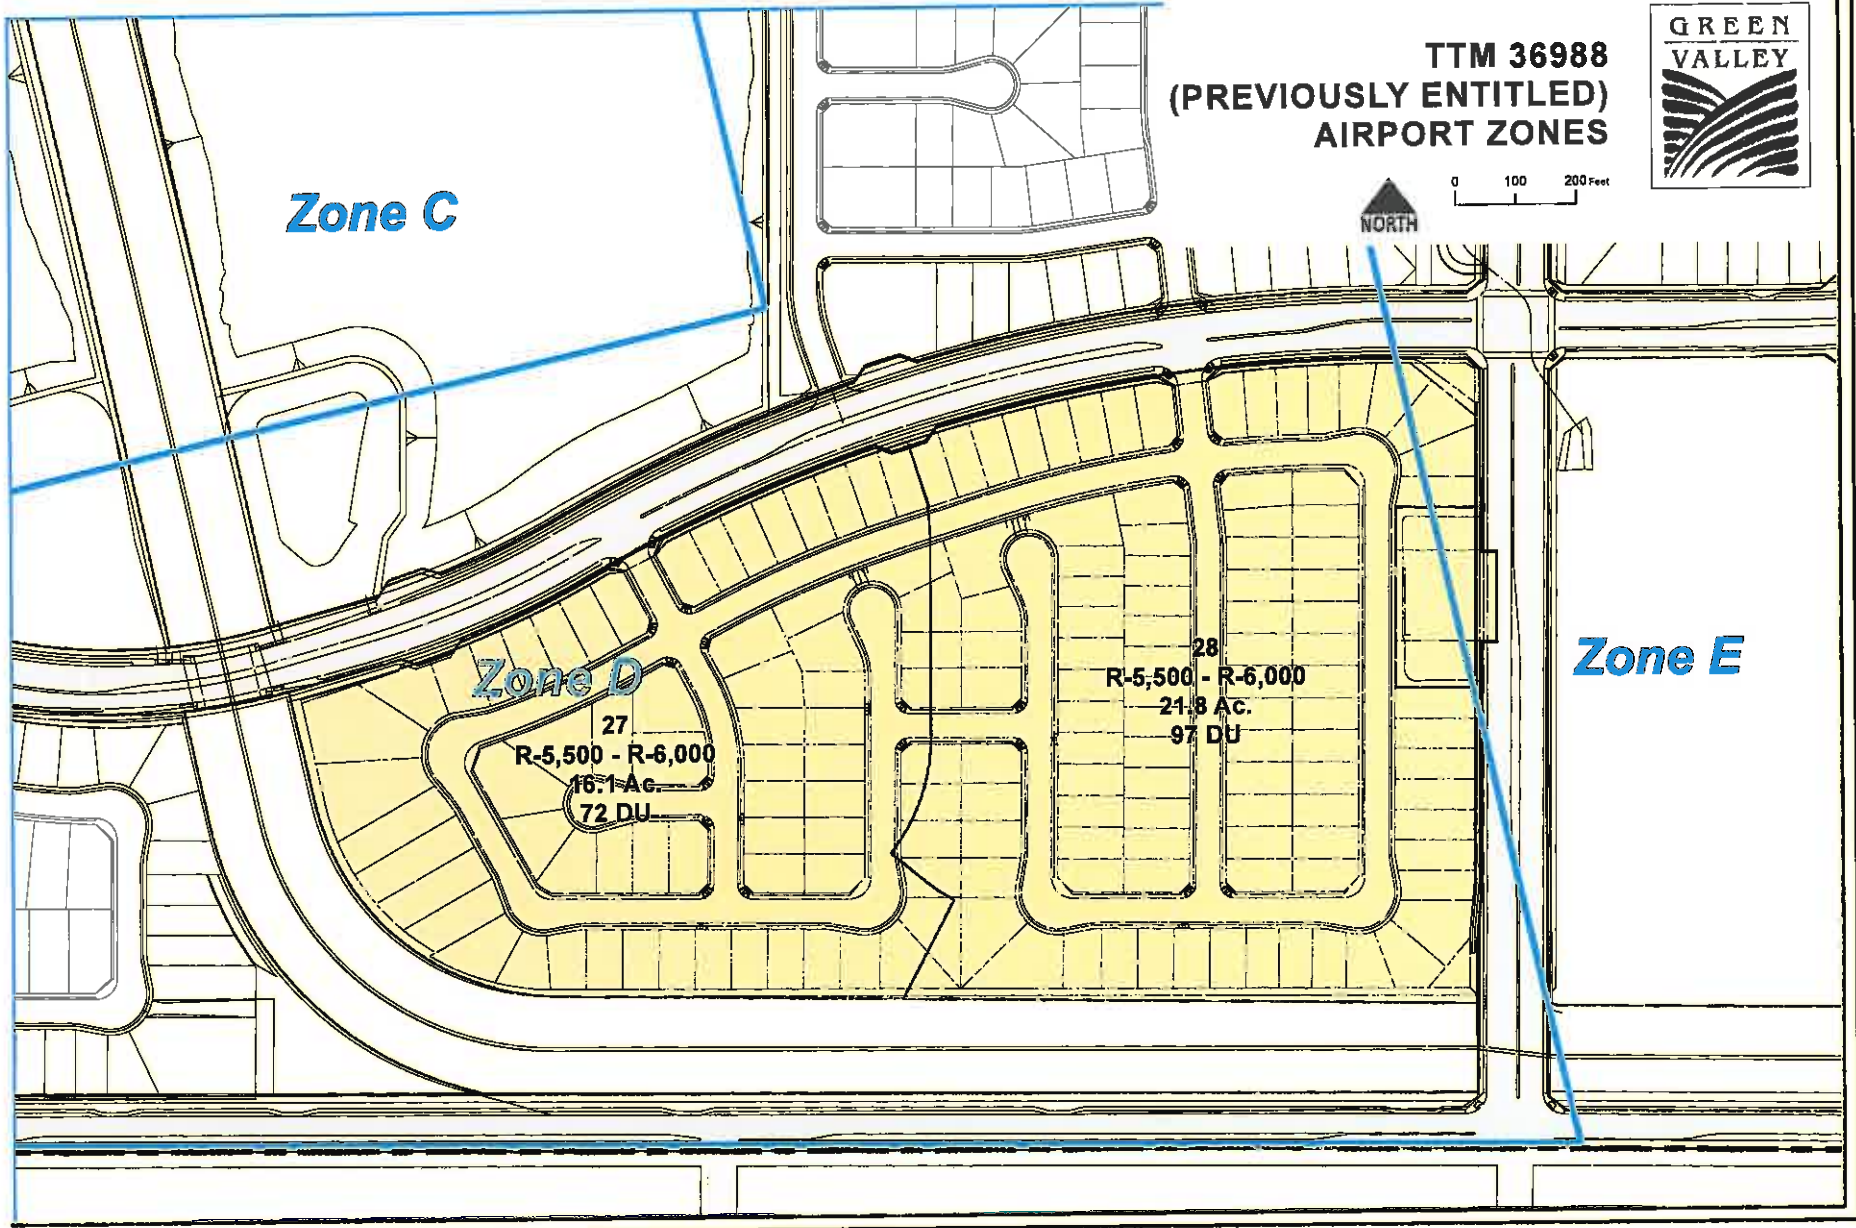 TTM 36988
(PREVIOUSLY ENTITLED)
AIRPORT ZONES
GREEN
VALLEY
0 100 200 Feet
NORTH
Zone C
Zone D
27
R-5,500 - R-6,000
16.1 Ac.
72 DU
28
R-5,500 - R-6,000
21.8 Ac.
97 DU
Zone E